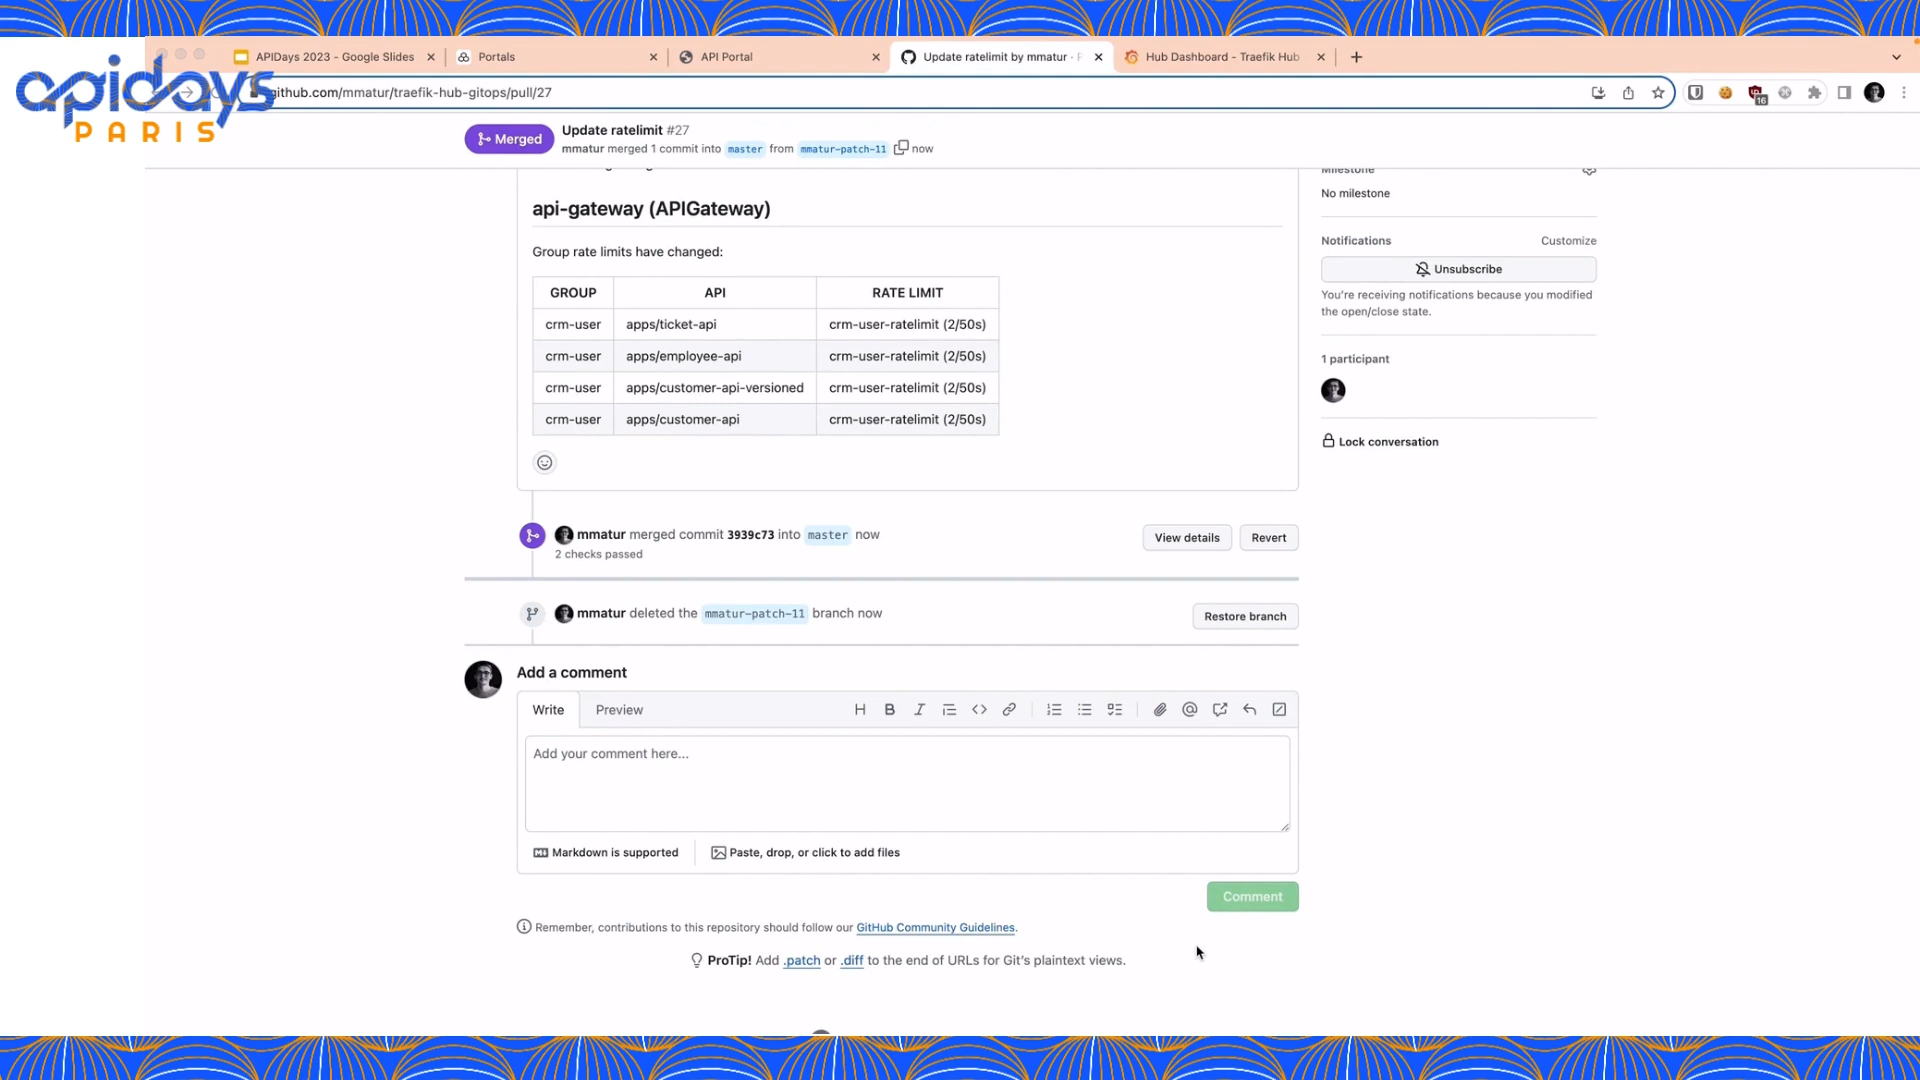 apidays
PARIS
APIDays 2023 - Google Slides
Portals
API Portal
Update ratelimit by mmatur ·
Hub Dashboard - Traefik Hub
github.com/mmatur/traefik-hub-gitops/pull/27
16
Merged
Update ratelimit #27
mmatur merged 1 commit into master from mmatur-patch-11 now
Milestone
No milestone
api-gateway (APIGateway)
Group rate limits have changed:
GROUP API RATE LIMIT
crm-user apps/ticket-api crm-user-ratelimit (2/50s)
crm-user apps/employee-api crm-user-ratelimit (2/50s)
crm-user apps/customer-api-versioned crm-user-ratelimit (2/50s)
crm-user apps/customer-api crm-user-ratelimit (2/50s)
Notifications Customize
Unsubscribe
You're receiving notifications because you modified
the open/close state.
1 participant
Lock conversation
mmatur merged commit 3939c73 into master now
2 checks passed
View details Revert
mmatur deleted the mmatur-patch-11 branch now
Restore branch
Add a comment
Write Preview
Add your comment here...
Markdown is supported
Paste, drop, or click to add files
Comment
Remember, contributions to this repository should follow our GitHub Community Guidelines.
ProTip! Add .patch or .diff to the end of URLs for Git's plaintext views.